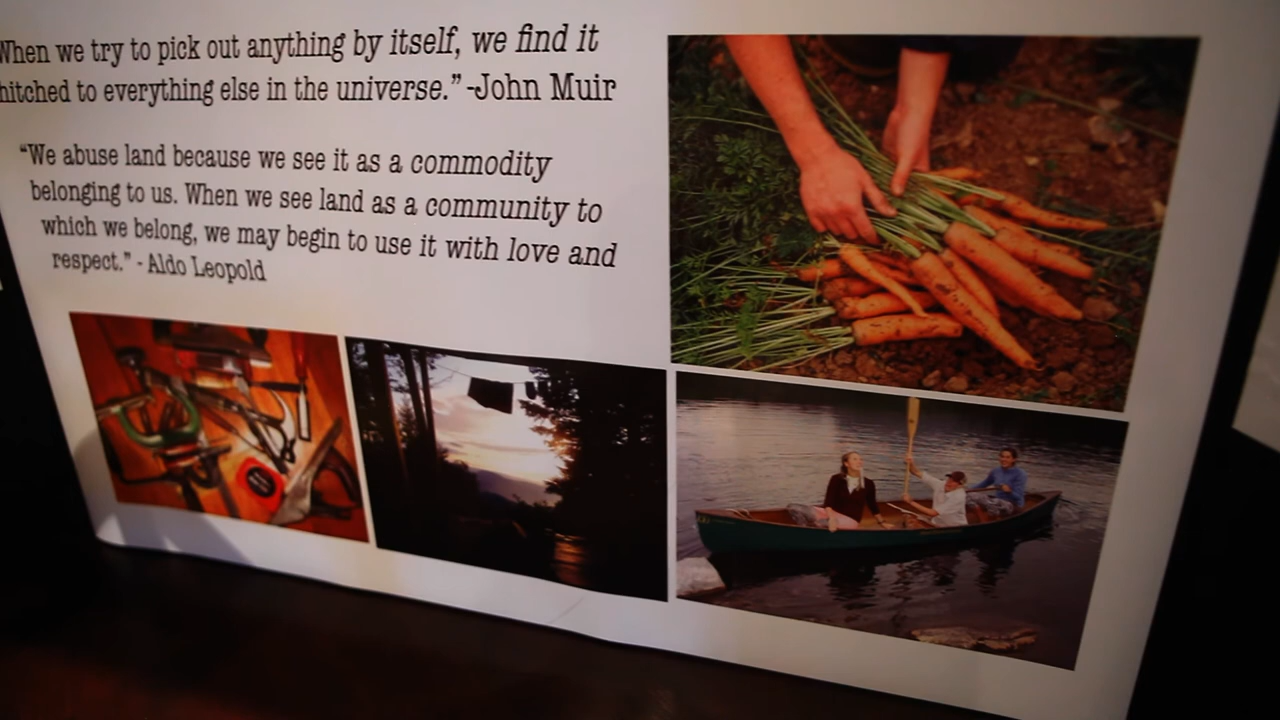 When we try to pick out anything by itself, we find it
hitched to everything else in the universe.” -John Muir
“We abuse land because we see it as a commodity
belonging to us. When we see land as a community to
which we belong, we may begin to use it with love and
respect.” - Aldo Leopold